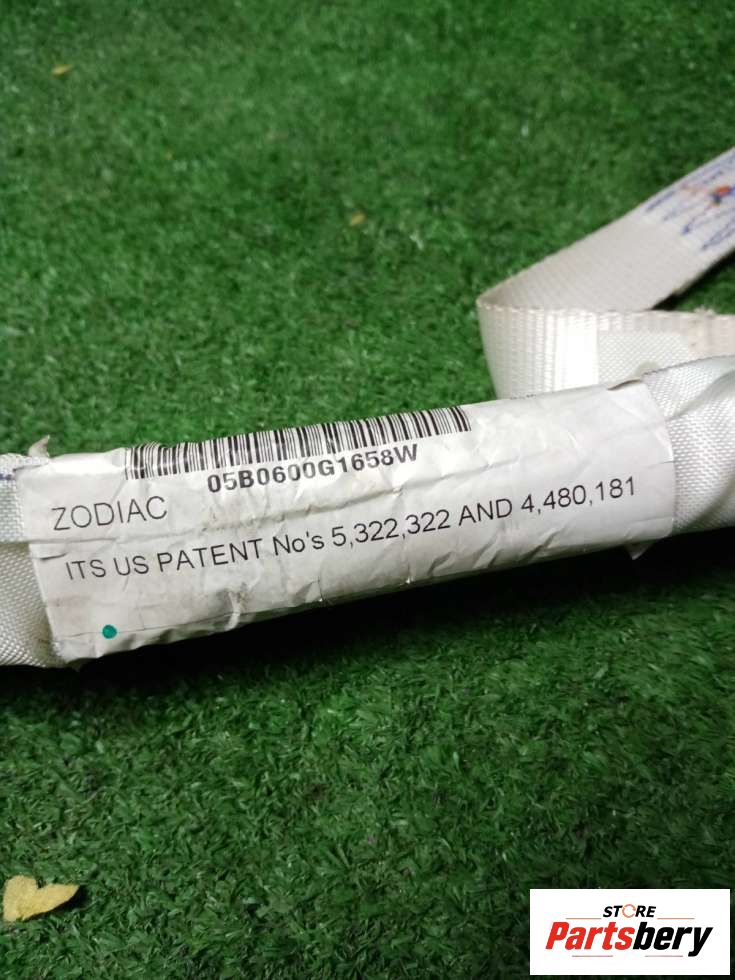 05B0600G1658W
ZODIAC
ITS US PATENT No's 5,322,322 AND 4,480,181
STORE
Partsbery